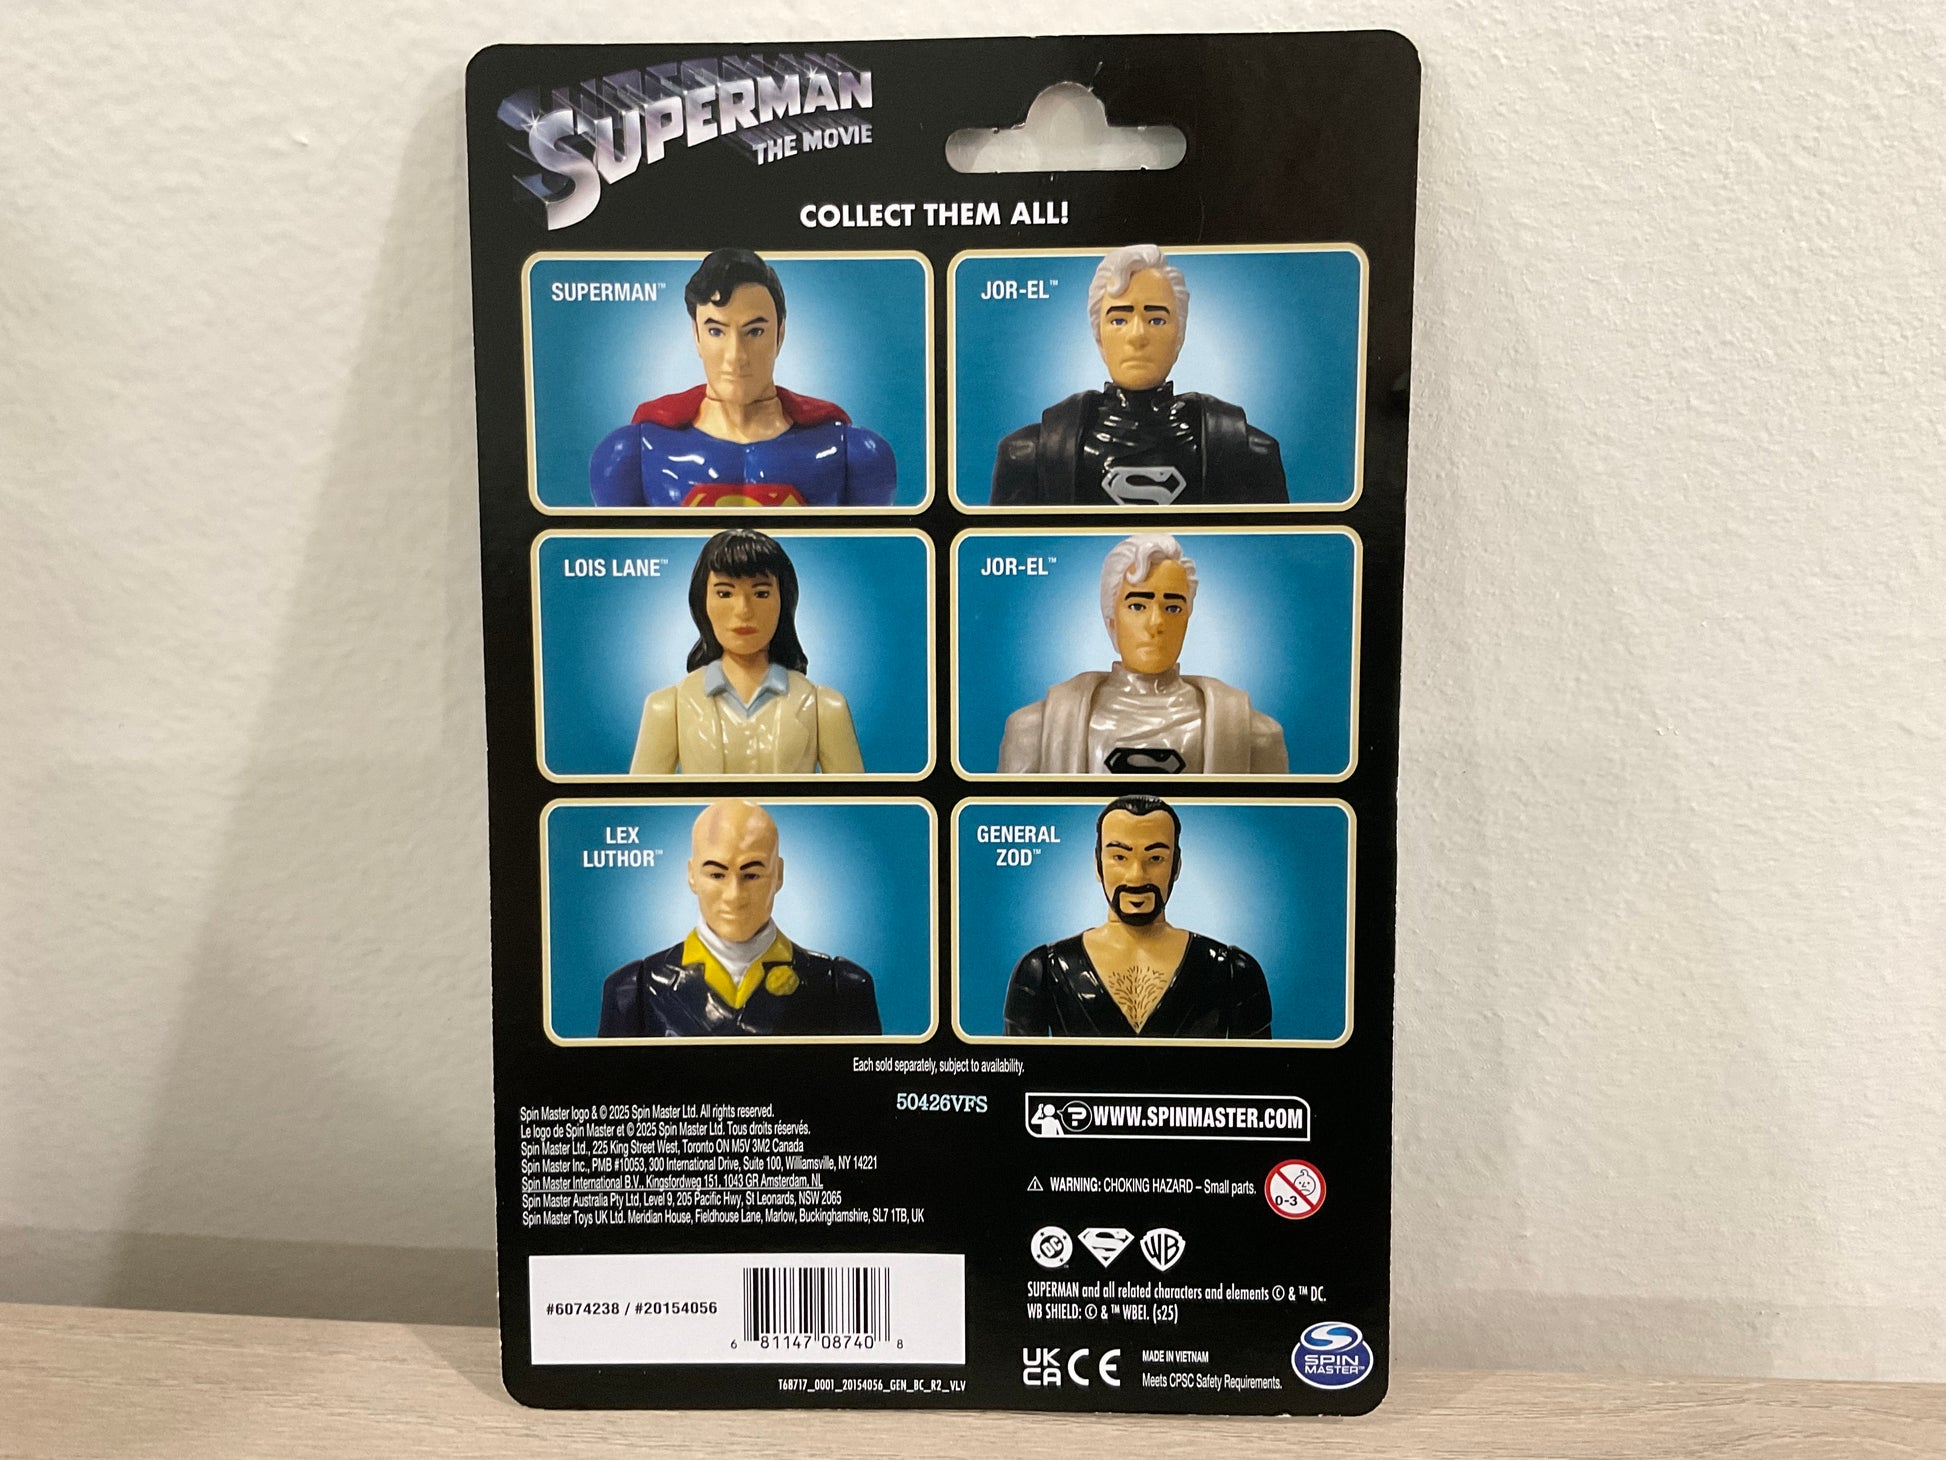 SUPERMAN
THE MOVIE
COLLECT THEM ALL!
SUPERMAN™
JOR-EL™
LOIS LANE™
JOR-EL™
LEX
LUTHOR™
GENERAL
ZOD™
Each sold separately, subject to availability.
Spin Master logo & © 2025 Spin Master Ltd. All rights reserved.
Le logo de Spin Master et © 2025 Spin Master Ltd. Tous droits réservés.
Spin Master Ltd., 225 King Street West, Toronto ON M5V 3M2 Canada
Spin Master Inc., PMB #10053, 300 International Drive, Suite 100, Williamsville, NY 14221
Spin Master International B.V., Kingsfordweg 151, 1043 GR Amsterdam, NL
Spin Master Australia Pty Ltd, Level 9, 205 Pacific Hwy, St Leonards, NSW 2065
Spin Master Toys UK Ltd. Meridian House, Fieldhouse Lane, Marlow, Buckinghamshire, SL7 1TB, UK
50426VFS
? WWW.SPINMASTER.COM
⚠ WARNING: CHOKING HAZARD – Small parts.
0-3
DC
S
WB
SUPERMAN and all related characters and elements © & ™ DC.
WB SHIELD: © & ™ WBEI. (s25)
#6074238 / #20154056
6 81147 08740 8
T68717_0001_20154056_GEN_BC_R2_VLV
UK
CA CE
MADE IN VIETNAM
Meets CPSC Safety Requirements.
SPIN
MASTER™